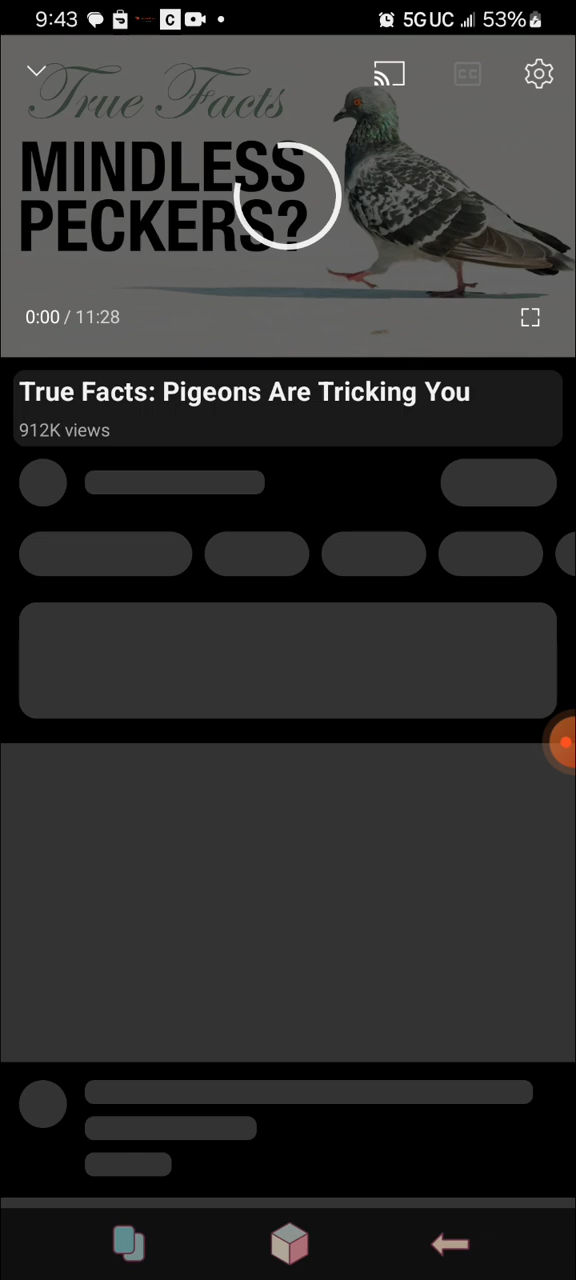 9:43
C
5G UC
53%
CC
True Facts
MINDLESS
PECKERS?
0:00 / 11:28
True Facts: Pigeons Are Tricking You
912K views